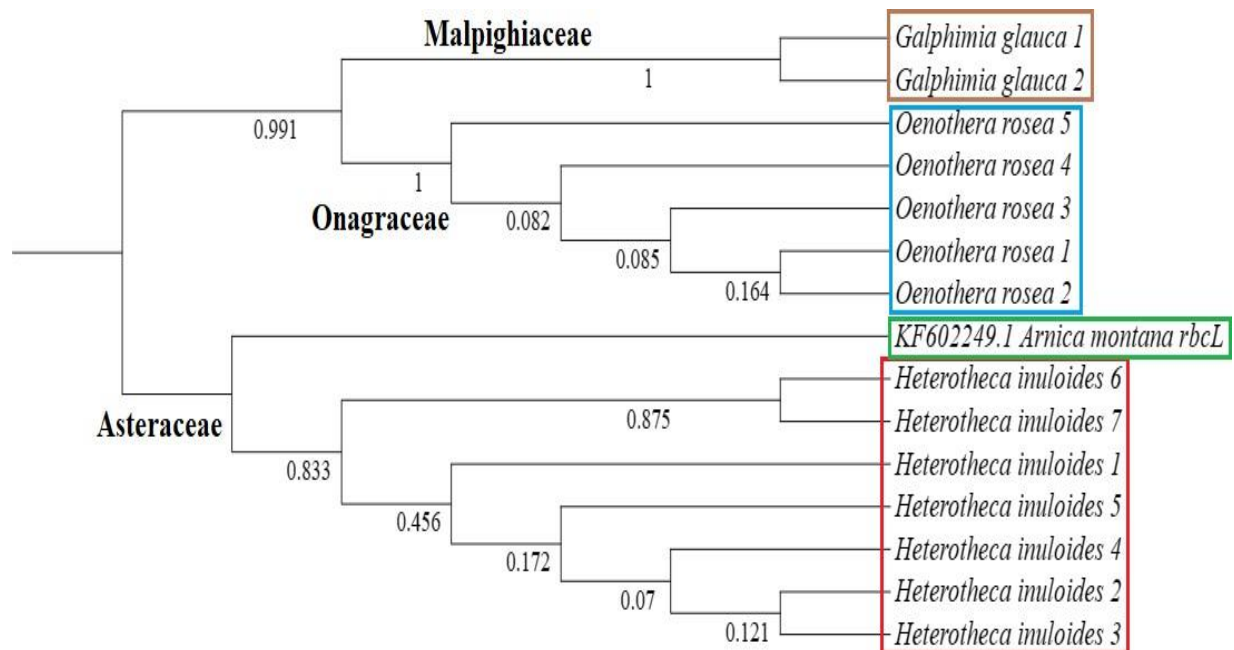 Malpighiaceae
Galphimia glauca 1
1
Galphimia glauca 2
0.991
Oenothera rosea 5
1
Oenothera rosea 4
Onagraceae
0.082
Oenothera rosea 3
0.085
Oenothera rosea 1
0.164
Oenothera rosea 2
KF602249.1 Arnica montana rbcL
Asteraceae
Heterotheca inuloides 6
0.875
Heterotheca inuloides 7
0.833
Heterotheca inuloides 1
0.456
Heterotheca inuloides 5
0.172
Heterotheca inuloides 4
0.07
Heterotheca inuloides 2
0.121
Heterotheca inuloides 3